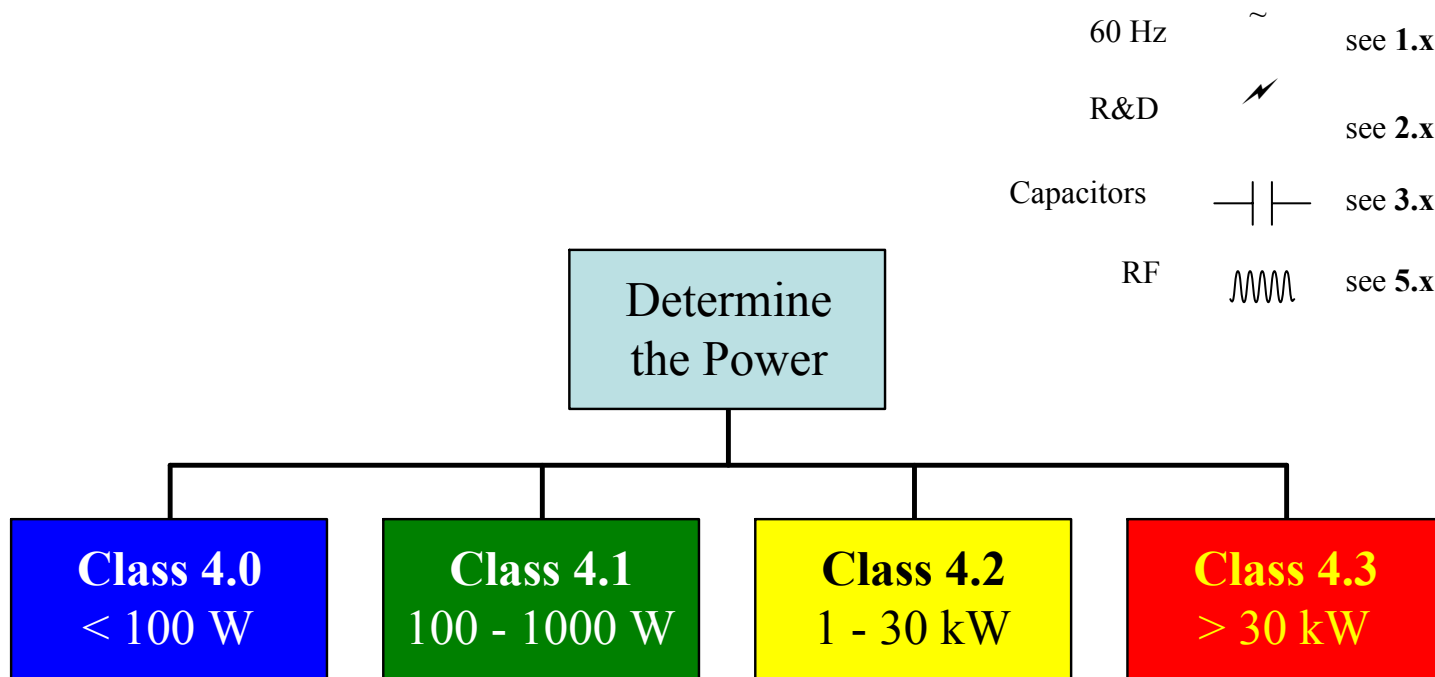 60 Hz ~ see 1.x
R&D see 2.x
Capacitors see 3.x
RF see 5.x
Determine
the Power
Class 4.0
< 100 W
Class 4.1
100 - 1000 W
Class 4.2
1 - 30 kW
Class 4.3
> 30 kW